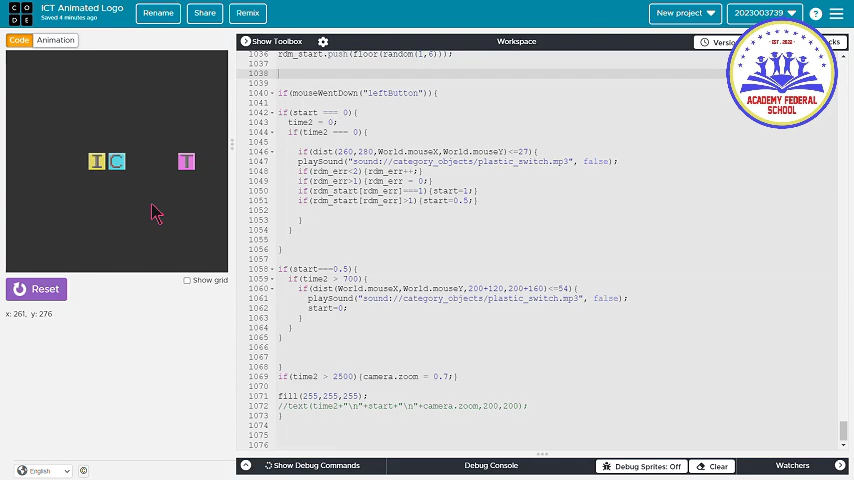 CO
DE
ICT Animated Logo
Saved 4 minutes ago
Rename
Share
Remix
New project
2023003739
?
Code
Animation
Show Toolbox
Workspace
I C T
Show grid
Reset
x: 261, y: 276
1036 rdm_start.push(floor(random(1,6)));
1037
1038
1039
1040 if(mouseWentDown("leftButton")){
1041
1042 if(start === 0){
1043 time2 = 0;
1044 if(time2 === 0){
1045
1046 if(dist(260,280,World.mouseX,World.mouseY)<=27){
1047 playSound("sound://category_objects/plastic_switch.mp3", false);
1048 if(rdm_err<2){rdm_err++;}
1049 if(rdm_err>1){rdm_err = 0;}
1050 if(rdm_start[rdm_err]===1){start=1;}
1051 if(rdm_start[rdm_err]>1){start=0.5;}
1052
1053 }
1054 }
1055
1056 }
1057
1058 if(start===0.5){
1059 if(time2 > 700){
1060 if(dist(World.mouseX,World.mouseY,200+120,200+160)<=54){
1061 playSound("sound://category_objects/plastic_switch.mp3", false);
1062 start=0;
1063 }
1064 }
1065 }
1066
1067
1068 }
1069 if(time2 > 2500){camera.zoom = 0.7;}
1070
1071 fill(255,255,255);
1072 //text(time2+"\n"+start+"\n"+camera.zoom,200,200);
1073 }
1074
1075
1076
EST. 2022
ACADEMY FEDERAL
SCHOOL
English
Show Debug Commands
Debug Console
Debug Sprites: Off
Clear
Watchers